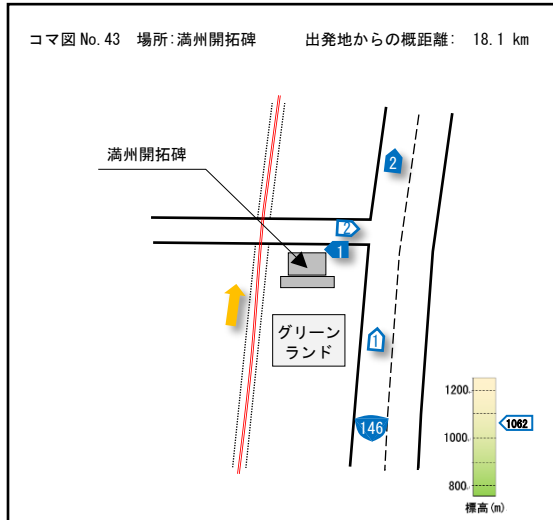 コマ図 No.43 場所:満州開拓碑 出発地からの概距離: 18.1 km
満州開拓碑
2
2
1
グリーン
ランド
1
146
1200
1062
1000
800
標高(m)